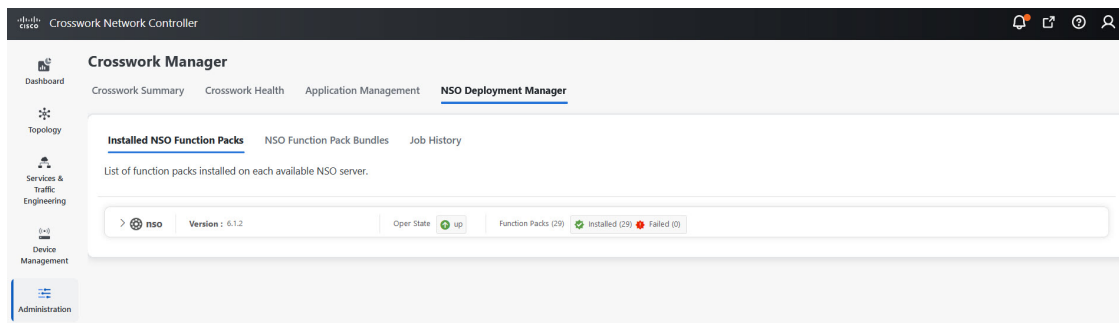 cisco Crosswork Network Controller
Dashboard
Topology
Services &
Traffic
Engineering
Device
Management
Administration
Crosswork Manager
Crosswork Summary Crosswork Health Application Management NSO Deployment Manager
Installed NSO Function Packs NSO Function Pack Bundles Job History
List of function packs installed on each available NSO server.
nso Version : 6.1.2 Oper State up Function Packs (29) Installed (29) Failed (0)